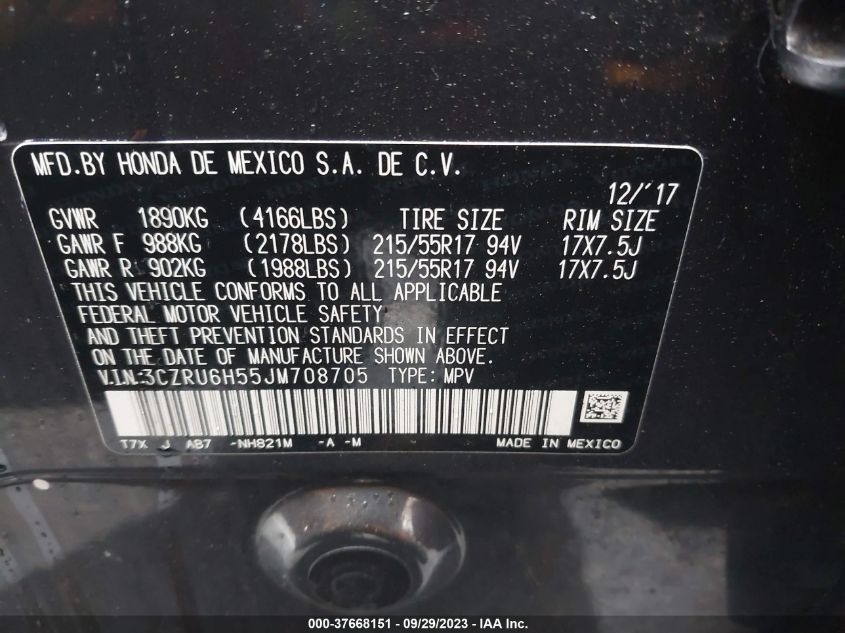 MFD.BY HONDA DE MEXICO S.A. DE C.V.
12/'17
GVWR 1890KG (4166LBS) TIRE SIZE RIM SIZE
GAWR F 988KG (2178LBS) 215/55R17 94V 17X7.5J
GAWR R 902KG (1988LBS) 215/55R17 94V 17X7.5J
THIS VEHICLE CONFORMS TO ALL APPLICABLE
FEDERAL MOTOR VEHICLE SAFETY
AND THEFT PREVENTION STANDARDS IN EFFECT
ON THE DATE OF MANUFACTURE SHOWN ABOVE.
V.I.N:3CZRU6H55JM708705 TYPE: MPV
T7X J AB7 -NH821M -A -M MADE IN MEXICO
000-37668151 - 09/29/2023 - IAA Inc.